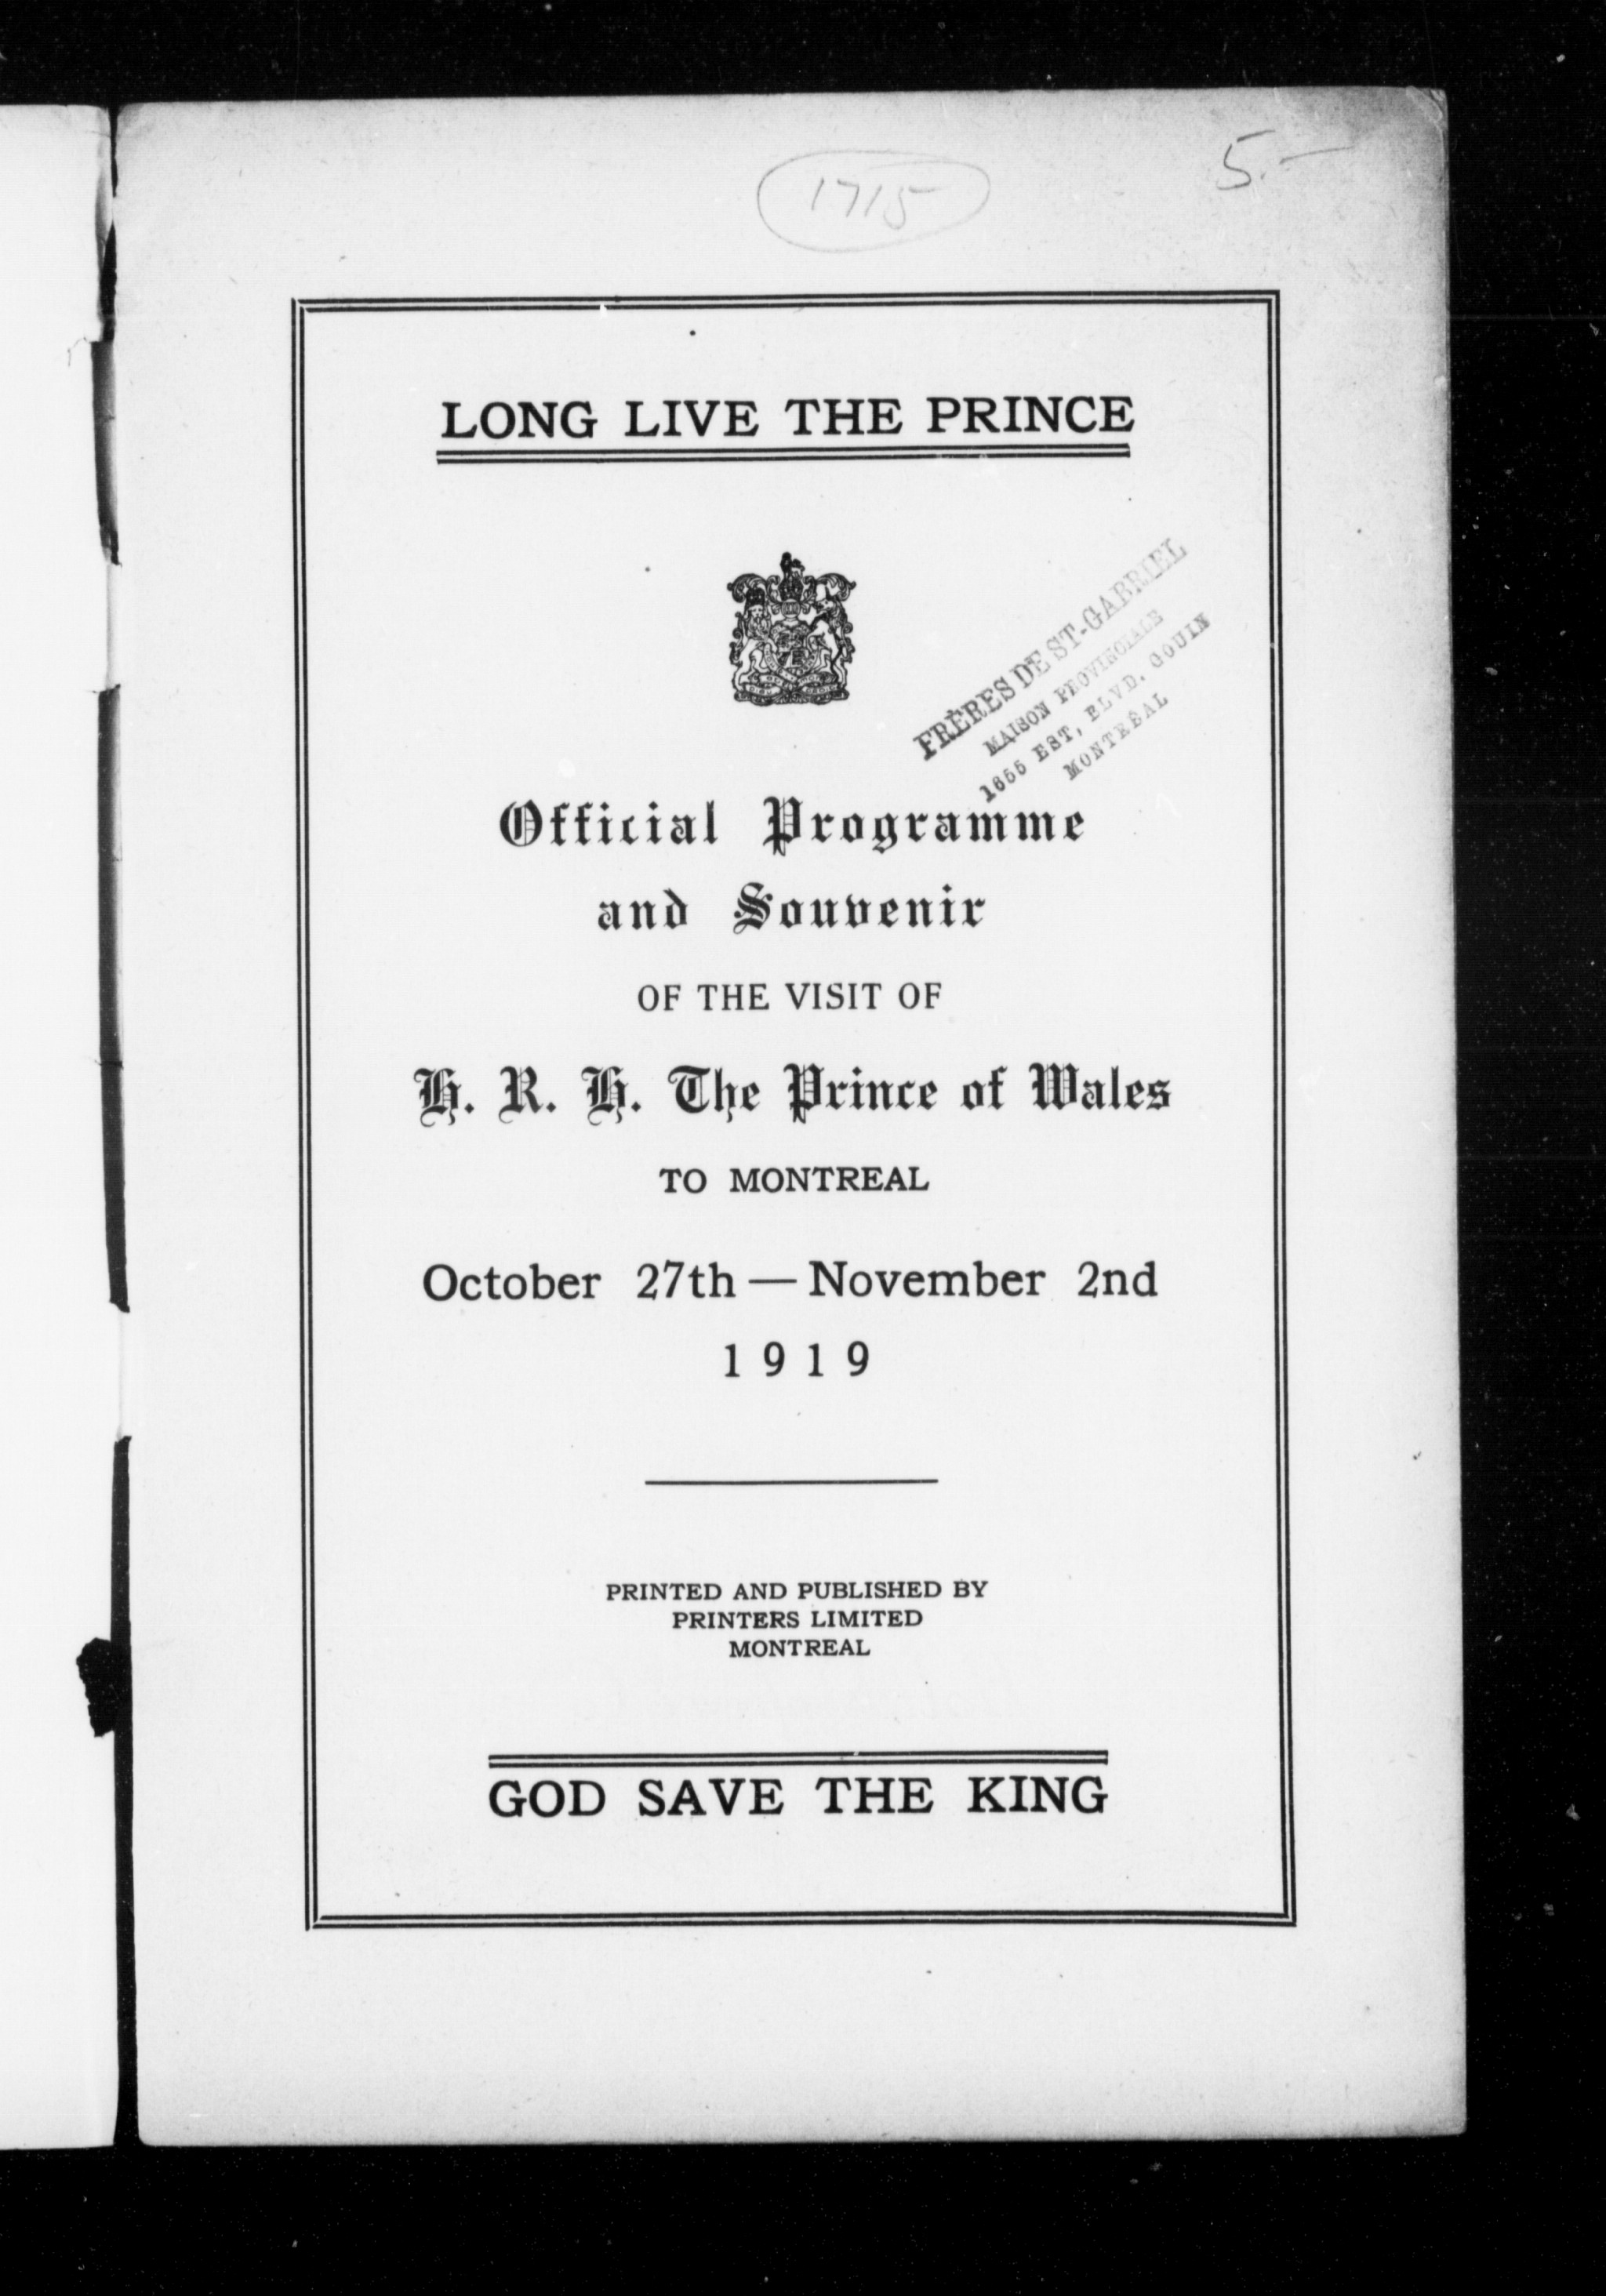 1715
5.—
LONG LIVE THE PRINCE
FRÈRES DE ST-GABRIEL
MAISON PROVINCIALE
1655 EST, BLVD. GOUIN
MONTRÉAL
Official Programme
and Souvenir
OF THE VISIT OF
H. R. H. The Prince of Wales
TO MONTREAL
October 27th — November 2nd
1919
PRINTED AND PUBLISHED BY
PRINTERS LIMITED
MONTREAL
GOD SAVE THE KING